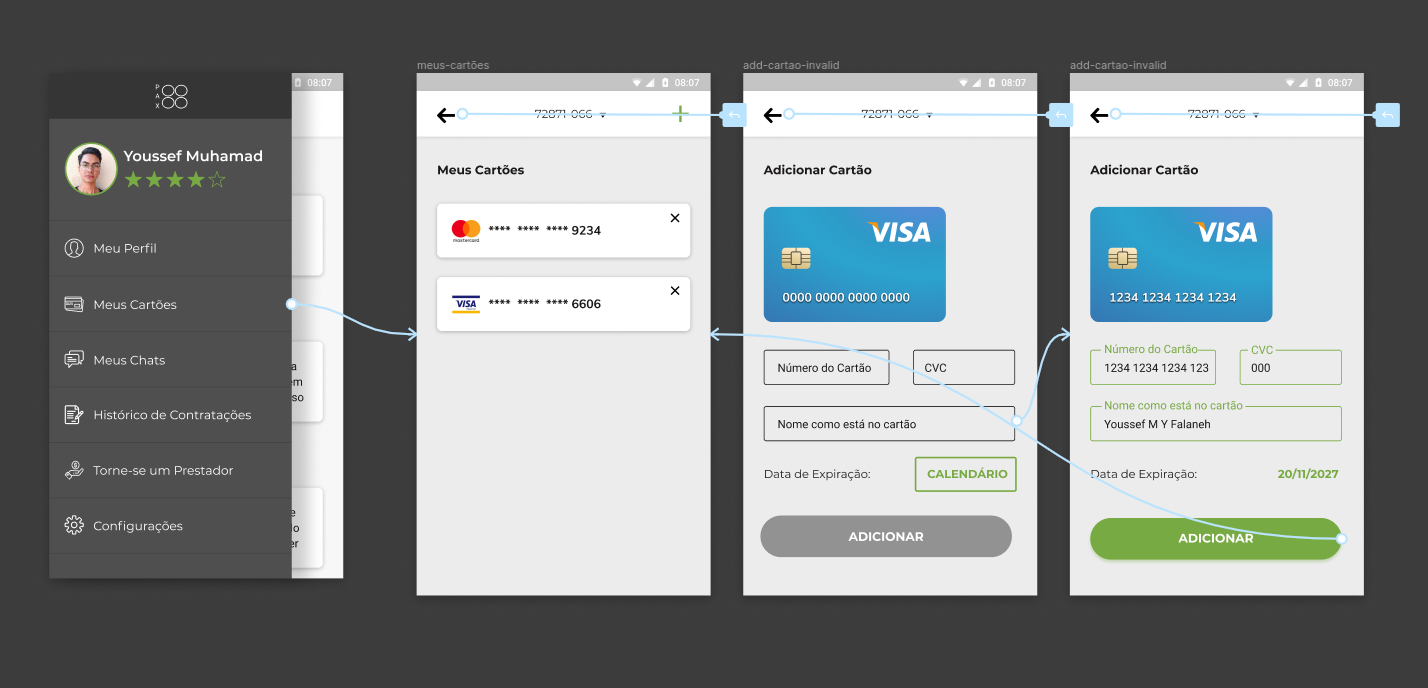 meus-cartões
add-cartao-invalid
add-cartao-invalid
08:07
P
A
X
Youssef Muhamad
Meu Perfil
Meus Cartões
Meus Chats
Histórico de Contratações
Torne-se um Prestador
Configurações
a
em
so
e
lo
er
08:07
72871-066
Meus Cartões
mastercard
**** **** **** 9234
VISA
**** **** **** 6606
08:07
72871-066
Adicionar Cartão
VISA
0000 0000 0000 0000
Número do Cartão
CVC
Nome como está no cartão
Data de Expiração:
CALENDÁRIO
ADICIONAR
08:07
72871-066
Adicionar Cartão
VISA
1234 1234 1234 1234
Número do Cartão
CVC
1234 1234 1234 123
000
Nome como está no cartão
Youssef M Y Falaneh
Data de Expiração:
20/11/2027
ADICIONAR